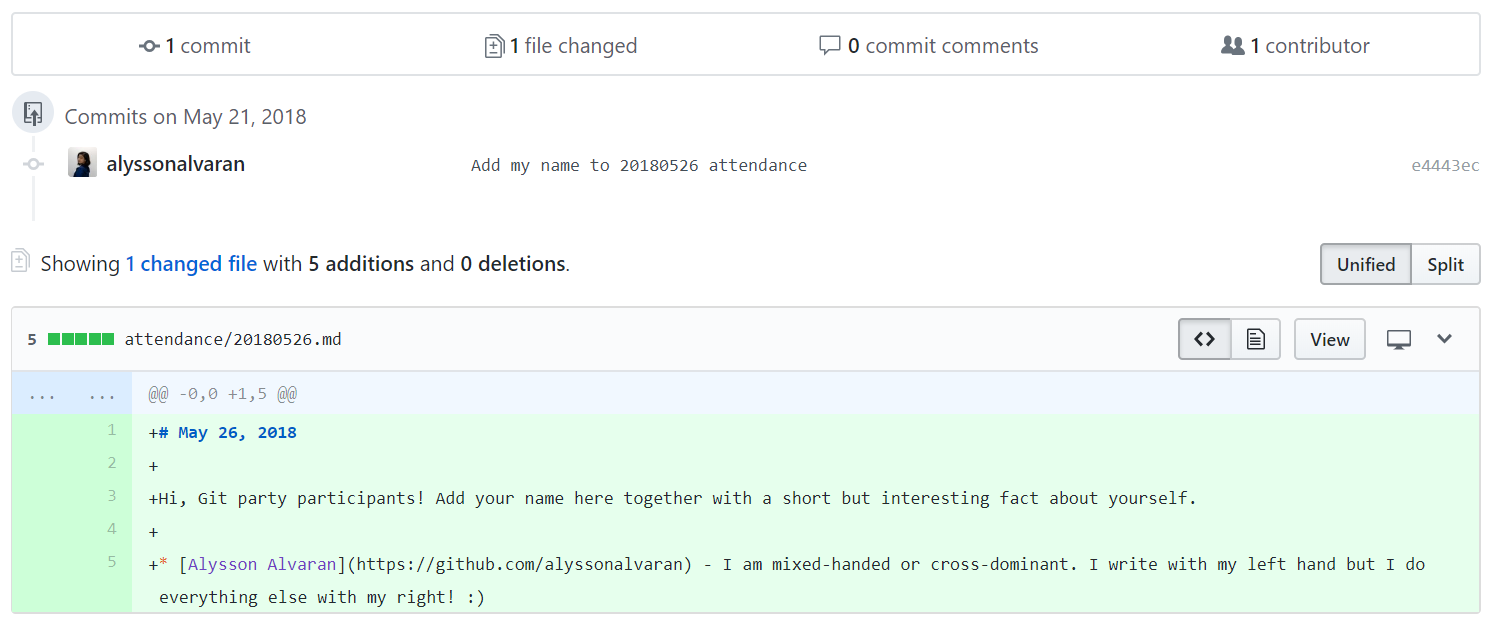 1 commit 1 file changed 0 commit comments 1 contributor
Commits on May 21, 2018
alyssonalvaran Add my name to 20180526 attendance e4443ec
Showing 1 changed file with 5 additions and 0 deletions. Unified Split
5 attendance/20180526.md <> View
... ... @@ -0,0 +1,5 @@
1 +# May 26, 2018
2 +
3 +Hi, Git party participants! Add your name here together with a short but interesting fact about yourself.
4 +
5 +* [Alysson Alvaran](https://github.com/alyssonalvaran) - I am mixed-handed or cross-dominant. I write with my left hand but I do
everything else with my right! :)